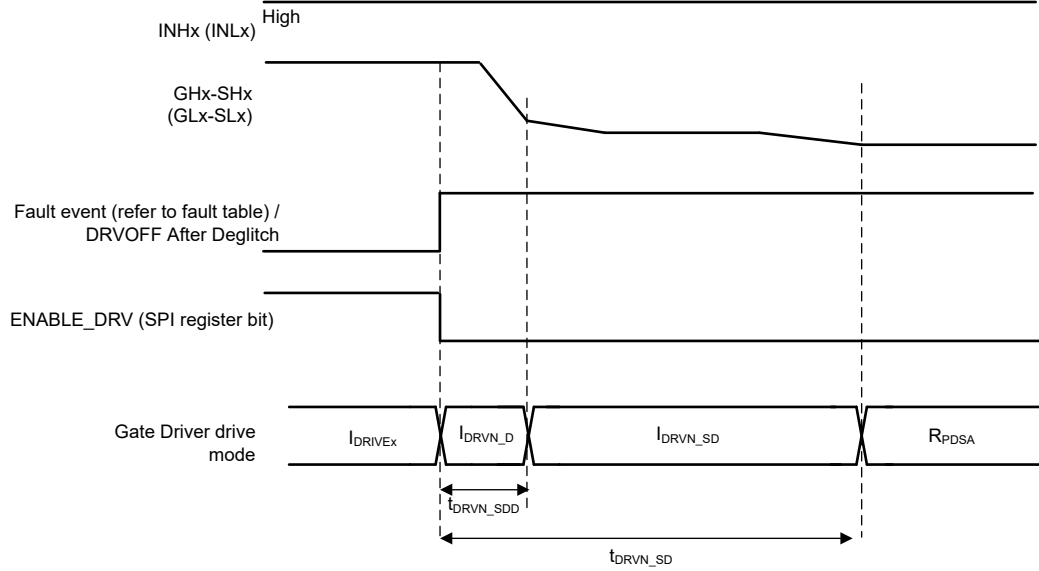 High
INHx (INLx)
GHx-SHx
(GLx-SLx)
Fault event (refer to fault table) /
DRVOFF After Deglitch
ENABLE_DRV (SPI register bit)
Gate Driver drive
mode
IDRIVEx
IDRVN_D
IDRVN_SD
RPDSA
tDRVN_SDD
tDRVN_SD